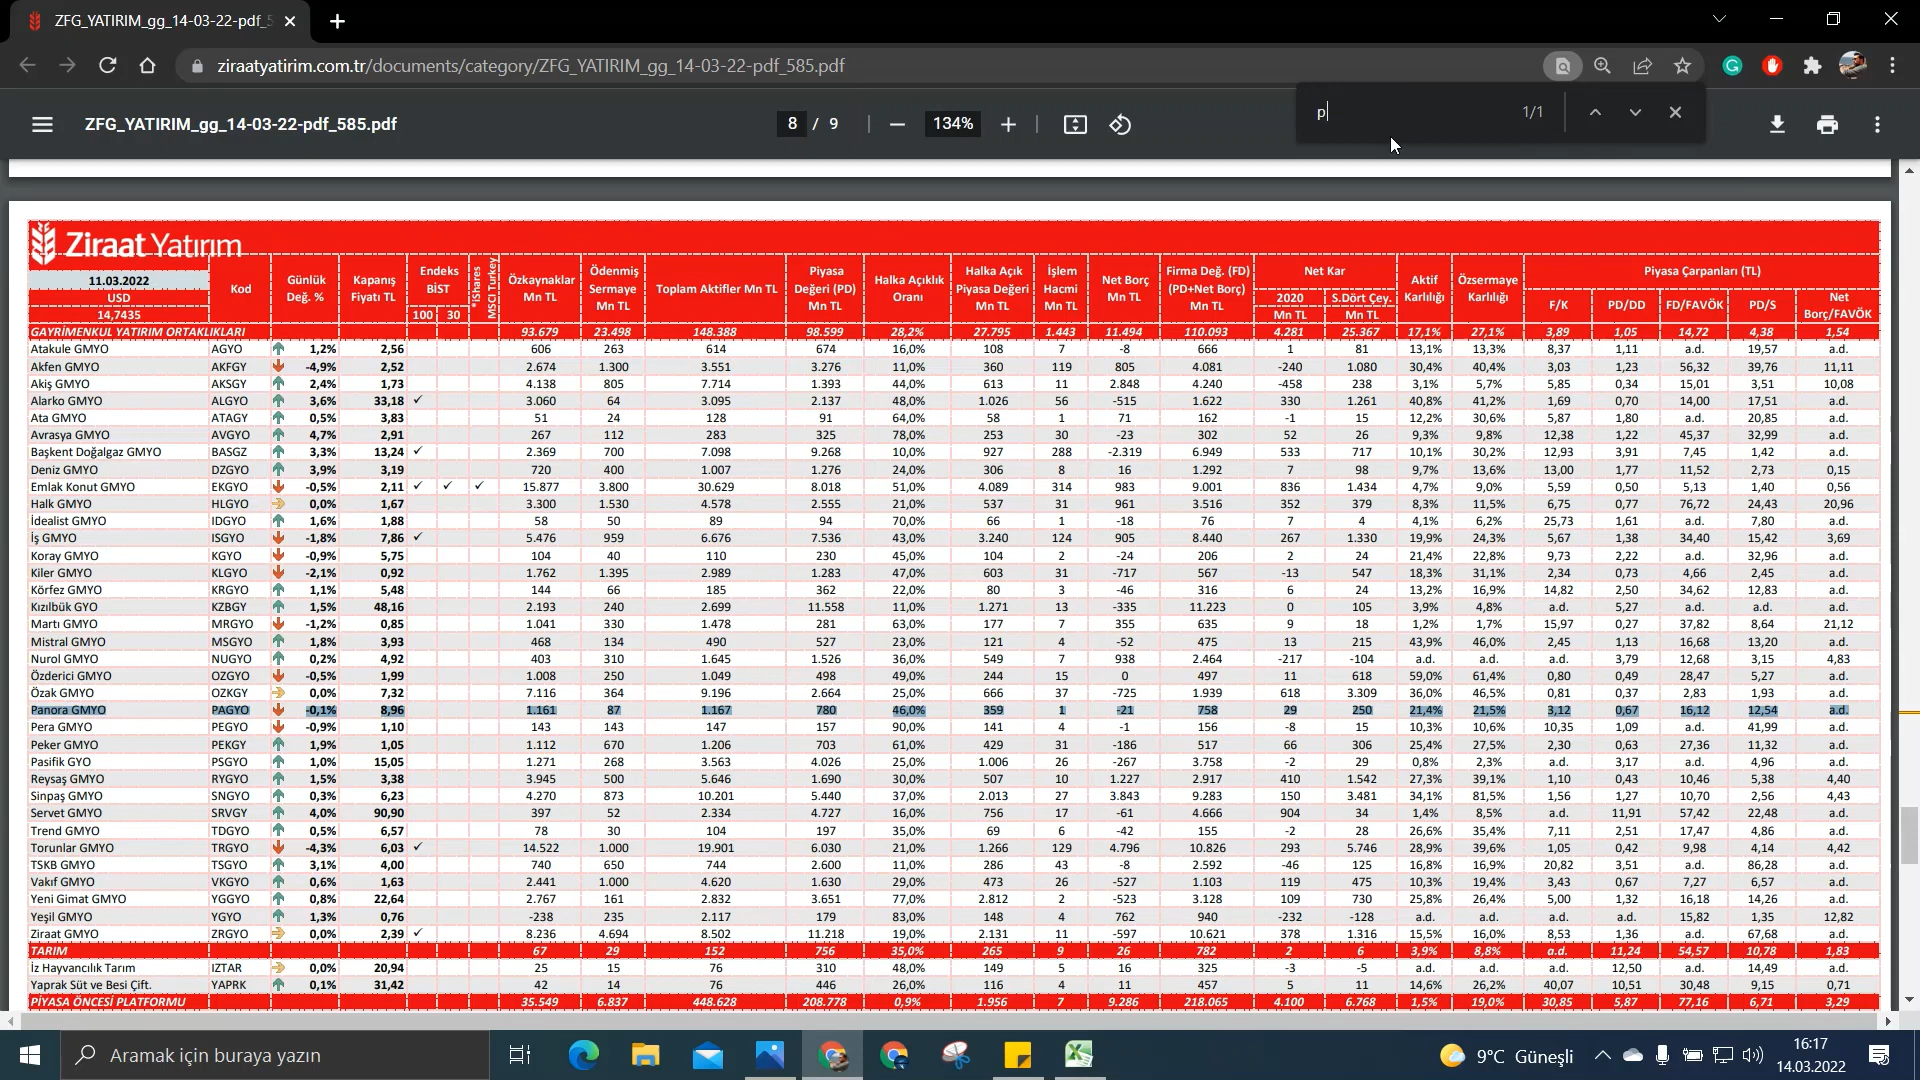 ZFG_YATIRIM_gg_14-03-22-pdf_5
ziraatyatirim.com.tr/documents/category/ZFG_YATIRIM_gg_14-03-22-pdf_585.pdf
ZFG_YATIRIM_gg_14-03-22-pdf_585.pdf 8 / 9 134% p 1/1
Ziraat Yatırım
11.03.2022
USD
14,7435
Kod Günlük Değ. % Kapanış Fiyatı TL Endeks BİST 100 30 *IShares MSCI Turkey Özkaynaklar Mn TL Ödenmiş Sermaye Mn TL Toplam Aktifler Mn TL Piyasa Değeri (PD) Mn TL Halka Açıklık Oranı Halka Açık Piyasa Değeri Mn TL İşlem Hacmi Mn TL Net Borç Mn TL Firma Değ. (FD) (PD+Net Borç) Mn TL Net Kar 2020 Mn TL S.Dört Çey. Mn TL Aktif Karlılığı Özsermaye Karlılığı Piyasa Çarpanları (TL) F/K PD/DD FD/FAVÖK PD/S Net Borç/FAVÖK
GAYRİMENKUL YATIRIM ORTAKLIKLARI 93.679 23.498 148.388 98.599 28,2% 27.795 1.443 11.494 110.093 4.281 25.367 17,1% 27,1% 3,89 1,05 14,72 4,38 1,54
Atakule GMYO AGYO 1,2% 2,56 606 263 614 674 16,0% 108 7 -8 666 1 81 13,1% 13,3% 8,37 1,11 a.d. 19,57 a.d.
Akfen GMYO AKFGY -4,9% 2,52 2.674 1.300 3.551 3.276 11,0% 360 119 805 4.081 -240 1.080 30,4% 40,4% 3,03 1,23 56,32 39,76 11,11
Akiş GMYO AKSGY 2,4% 1,73 4.138 805 7.714 1.393 44,0% 613 11 2.848 4.240 -458 238 3,1% 5,7% 5,85 0,34 15,01 3,51 10,08
Alarko GMYO ALGYO 3,6% 33,18 ✓ 3.060 64 3.095 2.137 48,0% 1.026 56 -515 1.622 330 1.261 40,8% 41,2% 1,69 0,70 14,00 17,51 a.d.
Ata GMYO ATAGY 0,5% 3,83 51 24 128 91 64,0% 58 1 71 162 -1 15 12,2% 30,6% 5,87 1,80 a.d. 20,85 a.d.
Avrasya GMYO AVGYO 4,7% 2,91 267 112 283 325 78,0% 253 30 -23 302 52 26 9,3% 9,8% 12,38 1,22 45,37 32,99 a.d.
Başkent Doğalgaz GMYO BASGZ 3,3% 13,24 ✓ 2.369 700 7.098 9.268 10,0% 927 288 -2.319 6.949 533 717 10,1% 30,2% 12,93 3,91 7,45 1,42 a.d.
Deniz GMYO DZGYO 3,9% 3,19 720 400 1.007 1.276 24,0% 306 8 16 1.292 7 98 9,7% 13,6% 13,00 1,77 11,52 2,73 0,15
Emlak Konut GMYO EKGYO -0,5% 2,11 ✓ ✓ ✓ 15.877 3.800 30.629 8.018 51,0% 4.089 314 983 9.001 836 1.434 4,7% 9,0% 5,59 0,50 5,13 1,40 0,56
Halk GMYO HLGYO 0,0% 1,67 3.300 1.530 4.578 2.555 21,0% 537 31 961 3.516 352 379 8,3% 11,5% 6,75 0,77 76,72 24,43 20,96
İdealist GMYO IDGYO 1,6% 1,88 58 50 89 94 70,0% 66 1 -18 76 7 4 4,1% 6,2% 25,73 1,61 a.d. 7,80 a.d.
İş GMYO ISGYO -1,8% 7,86 ✓ 5.476 959 6.676 7.536 43,0% 3.240 124 905 8.440 267 1.330 19,9% 24,3% 5,67 1,38 34,40 15,42 3,69
Koray GMYO KGYO -0,9% 5,75 104 40 110 230 45,0% 104 2 -24 206 2 24 21,4% 22,8% 9,73 2,22 a.d. 32,96 a.d.
Kiler GMYO KLGYO -2,1% 0,92 1.762 1.395 2.989 1.283 47,0% 603 31 -717 567 -13 547 18,3% 31,1% 2,34 0,73 4,66 2,45 a.d.
Körfez GMYO KRGYO 1,1% 5,48 144 66 185 362 22,0% 80 3 -46 316 6 24 13,2% 16,9% 14,82 2,50 34,62 12,83 a.d.
Kızılbük GYO KZBGY 1,5% 48,16 2.193 240 2.699 11.558 11,0% 1.271 13 -335 11.223 0 105 3,9% 4,8% a.d. 5,27 a.d. a.d. a.d.
Martı GMYO MRGYO -1,2% 0,85 1.041 330 1.478 281 63,0% 177 7 355 635 9 18 1,2% 1,7% 15,97 0,27 37,82 8,64 21,12
Mistral GMYO MSGYO 1,8% 3,93 468 134 490 527 23,0% 121 4 -52 475 13 215 43,9% 46,0% 2,45 1,13 16,68 13,20 a.d.
Nurol GMYO NUGYO 0,2% 4,92 403 310 1.645 1.526 36,0% 549 7 938 2.464 -217 -104 a.d. a.d. a.d. 3,79 12,68 3,15 4,83
Özderici GMYO OZGYO -0,5% 1,99 1.008 250 1.049 498 49,0% 244 15 0 497 11 618 59,0% 61,4% 0,80 0,49 28,47 5,27 a.d.
Özak GMYO OZKGY 0,0% 7,32 7.116 364 9.196 2.664 25,0% 666 37 -725 1.939 618 3.309 36,0% 46,5% 0,81 0,37 2,83 1,93 a.d.
Panora GMYO PAGYO -0,1% 8,96 1.161 87 1.167 780 46,0% 359 1 -21 758 29 250 21,4% 21,5% 3,12 0,67 16,12 12,54 a.d.
Pera GMYO PEGYO -0,9% 1,10 143 143 147 157 90,0% 141 4 -1 156 -8 15 10,3% 10,6% 10,35 1,09 a.d. 41,99 a.d.
Peker GMYO PEKGY 1,9% 1,05 1.112 670 1.206 703 61,0% 429 31 -186 517 66 306 25,4% 27,5% 2,30 0,63 27,36 11,32 a.d.
Pasifik GYO PSGYO 1,0% 15,05 1.271 268 3.563 4.026 25,0% 1.006 26 -267 3.758 -2 29 0,8% 2,3% a.d. 3,17 a.d. 4,96 a.d.
Reysaş GMYO RYGYO 1,5% 3,38 3.945 500 5.646 1.690 30,0% 507 10 1.227 2.917 410 1.542 27,3% 39,1% 1,10 0,43 10,46 5,38 4,40
Sinpaş GMYO SNGYO 0,3% 6,23 4.270 873 10.201 5.440 37,0% 2.013 27 3.843 9.283 150 3.481 34,1% 81,5% 1,56 1,27 10,70 2,56 4,43
Servet GMYO SRVGY 4,0% 90,90 397 52 2.334 4.727 16,0% 756 17 -61 4.666 904 34 1,4% 8,5% a.d. 11,91 57,42 22,48 a.d.
Trend GMYO TDGYO 0,5% 6,57 78 30 104 197 35,0% 69 6 -42 155 -2 28 26,6% 35,4% 7,11 2,51 17,47 4,86 a.d.
Torunlar GMYO TRGYO -4,3% 6,03 ✓ 14.522 1.000 19.901 6.030 21,0% 1.266 129 4.796 10.826 293 5.746 28,9% 39,6% 1,05 0,42 9,98 4,14 4,42
TSKB GMYO TSGYO 3,1% 4,00 740 650 744 2.600 11,0% 286 43 -8 2.592 -46 125 16,8% 16,9% 20,82 3,51 a.d. 86,28 a.d.
Vakıf GMYO VKGYO 0,6% 1,63 2.441 1.000 4.620 1.630 29,0% 473 26 -527 1.103 119 475 10,3% 19,4% 3,43 0,67 7,27 6,57 a.d.
Yeni Gimat GMYO YGGYO 0,8% 22,64 2.767 161 2.832 3.651 77,0% 2.812 2 -523 3.128 109 730 25,8% 26,4% 5,00 1,32 16,18 14,26 a.d.
Yeşil GMYO YGYO 1,3% 0,76 -238 235 2.117 179 83,0% 148 4 762 940 -232 -128 a.d. a.d. a.d. a.d. 15,82 1,35 12,82
Ziraat GMYO ZRGYO 0,0% 2,39 ✓ 8.236 4.694 8.502 11.218 19,0% 2.131 11 -597 10.621 378 1.316 15,5% 16,0% 8,53 1,36 a.d. 67,68 a.d.
TARIM 67 29 152 756 35,0% 265 9 26 782 2 6 3,9% 8,8% a.d. 11,24 54,57 10,78 1,83
İz Hayvancılık Tarım IZTAR 0,0% 20,94 25 15 76 310 48,0% 149 5 16 325 -3 -5 a.d. a.d. a.d. 12,50 a.d. 14,49 a.d.
Yaprak Süt ve Besi Çift. YAPRK 0,1% 31,42 42 14 76 446 26,0% 116 4 11 457 5 11 14,6% 26,2% 40,07 10,51 30,48 9,15 0,71
PİYASA ÖNCESİ PLATFORMU 35.549 6.837 448.628 208.778 0,9% 1.956 7 9.286 218.065 4.100 6.768 1,5% 19,0% 30,85 5,87 77,16 6,71 3,29
Aramak için buraya yazın 9°C Güneşli 16:17
14.03.2022